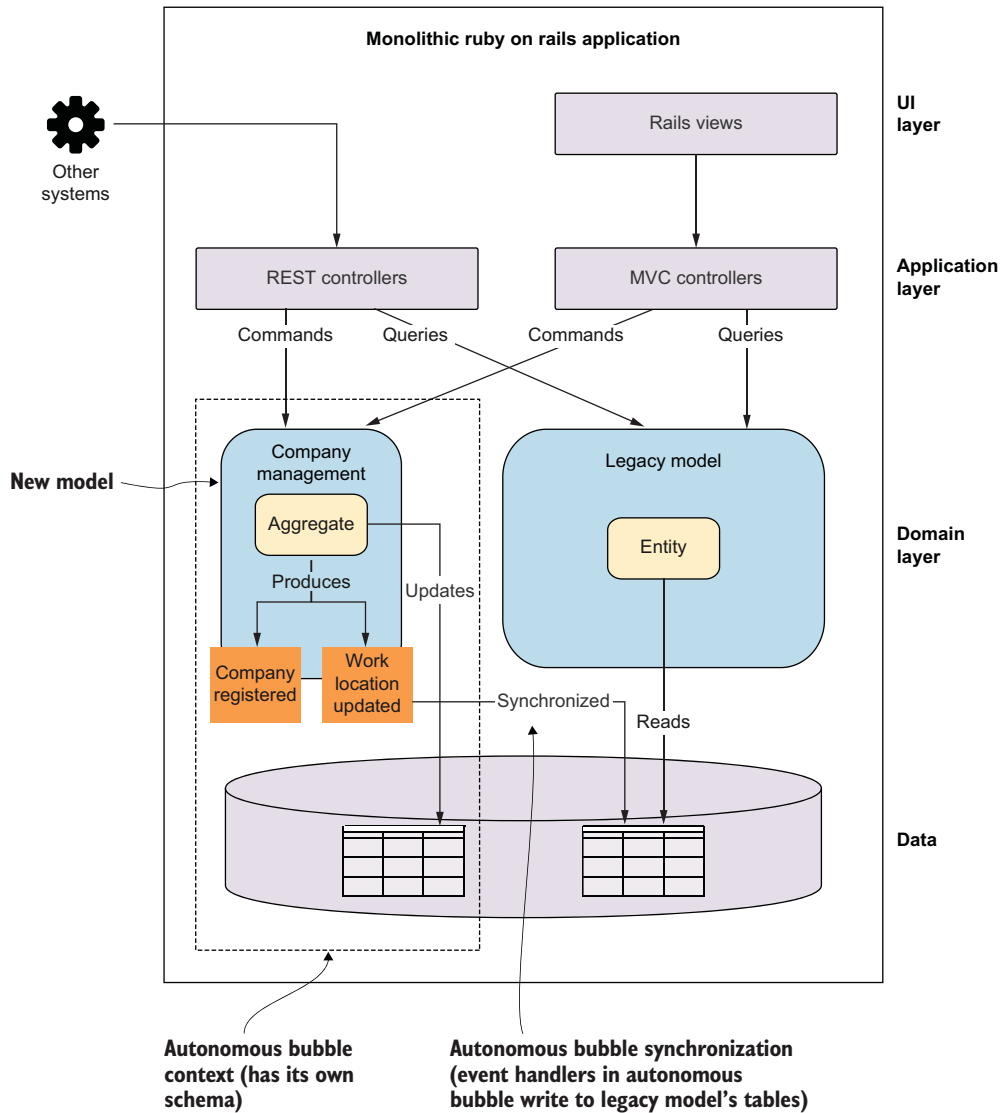 Monolithic ruby on rails application
UI
layer
Rails views
Other
systems
Application
layer
REST controllers
MVC controllers
Commands
Queries
Commands
Queries
New model
Company
management
Legacy model
Aggregate
Entity
Domain
layer
Produces
Updates
Company
registered
Work
location
updated
Synchronized
Reads
Data
Autonomous bubble
context (has its own
schema)
Autonomous bubble synchronization
(event handlers in autonomous
bubble write to legacy model's tables)